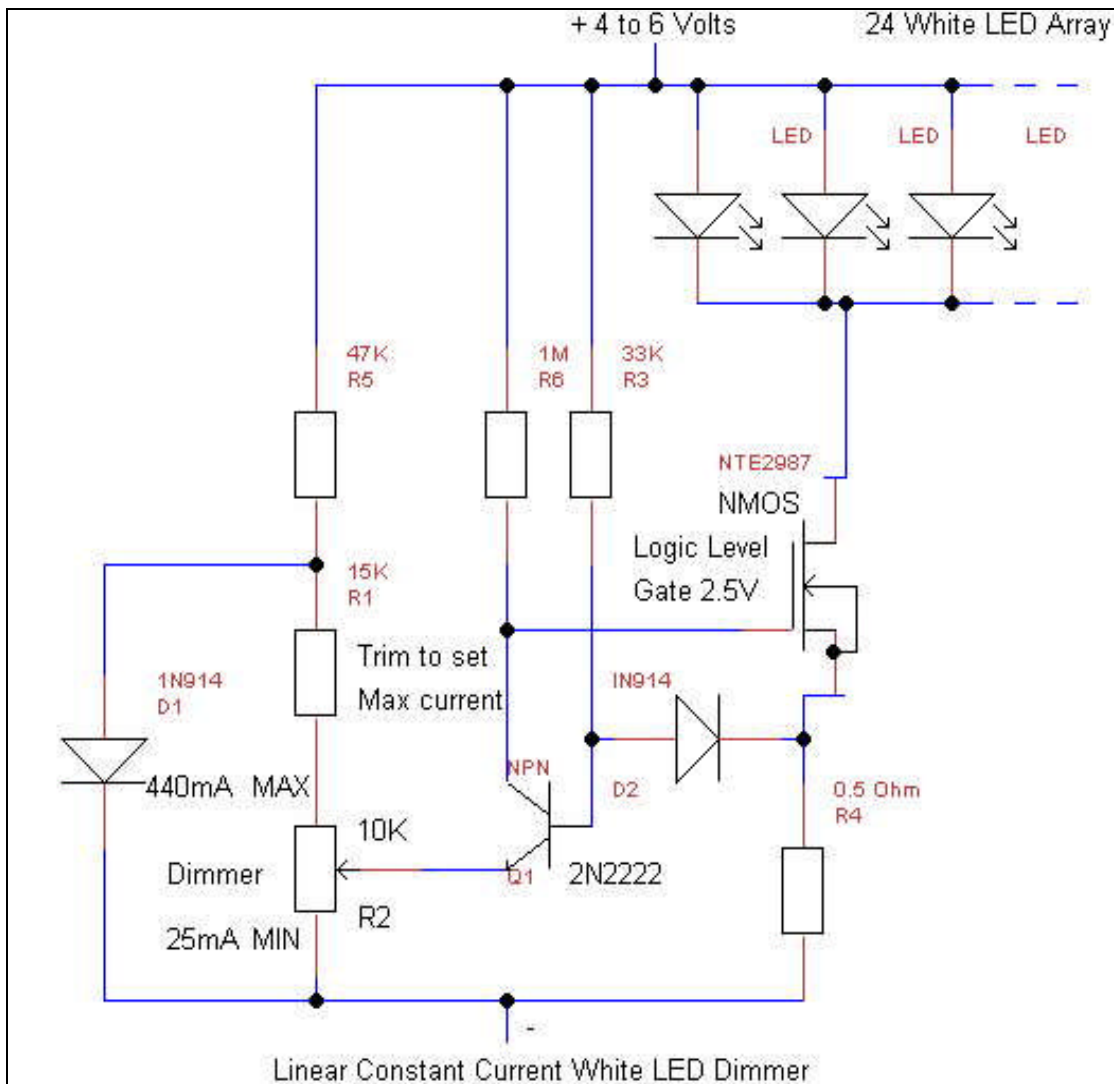 + 4 to 6 Volts
24 White LED Array
LED
LED
LED
47K
R5
1M
R6
33K
R3
NTE2987
NMOS
Logic Level
Gate 2.5V
15K
R1
Trim to set
Max current
1N914
D1
IN914
D2
440mA MAX
NPN
Q1
2N2222
0.5 Ohm
R4
10K
Dimmer
R2
25mA MIN
-
Linear Constant Current White LED Dimmer